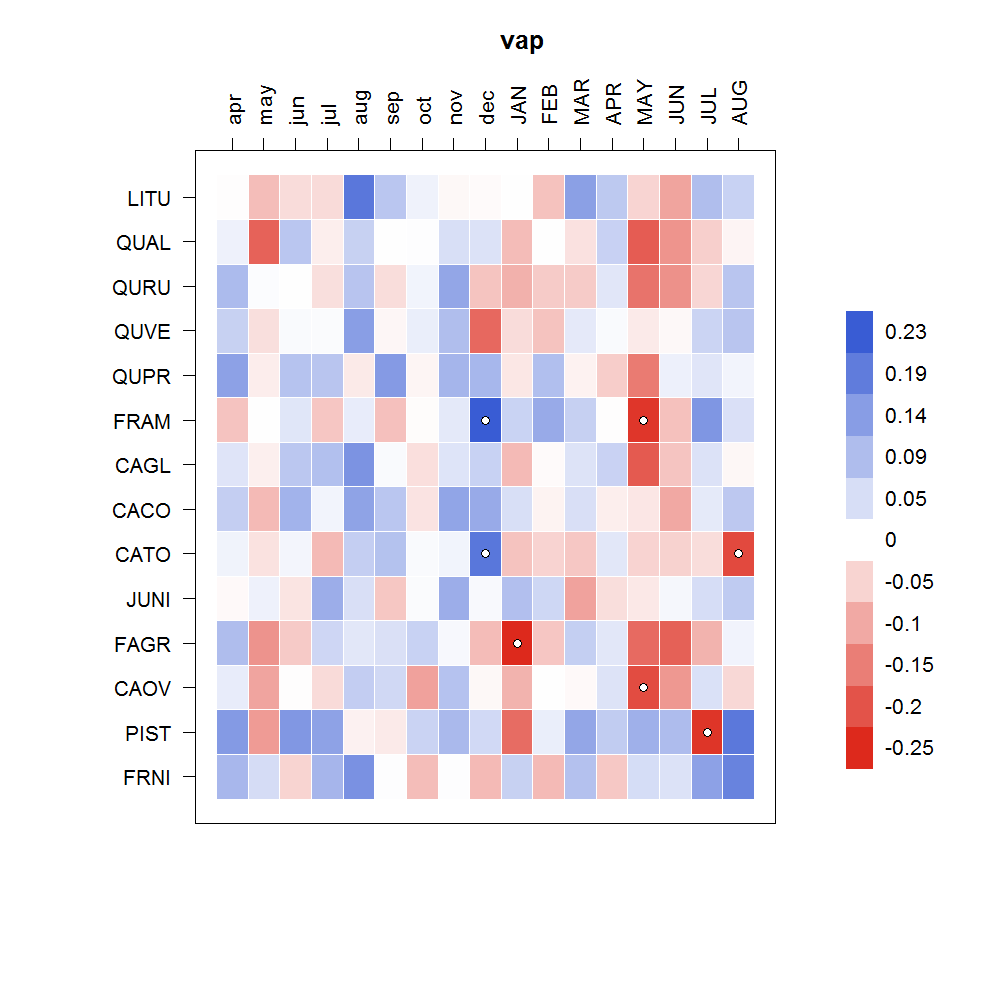 vap
apr may jun jul aug sep oct nov dec JAN FEB MAR APR MAY JUN JUL AUG
LITU
QUAL
QURU
QUVE
QUPR
FRAM
CAGL
CACO
CATO
JUNI
FAGR
CAOV
PIST
FRNI
0.23
0.19
0.14
0.09
0.05
0
-0.05
-0.1
-0.15
-0.2
-0.25